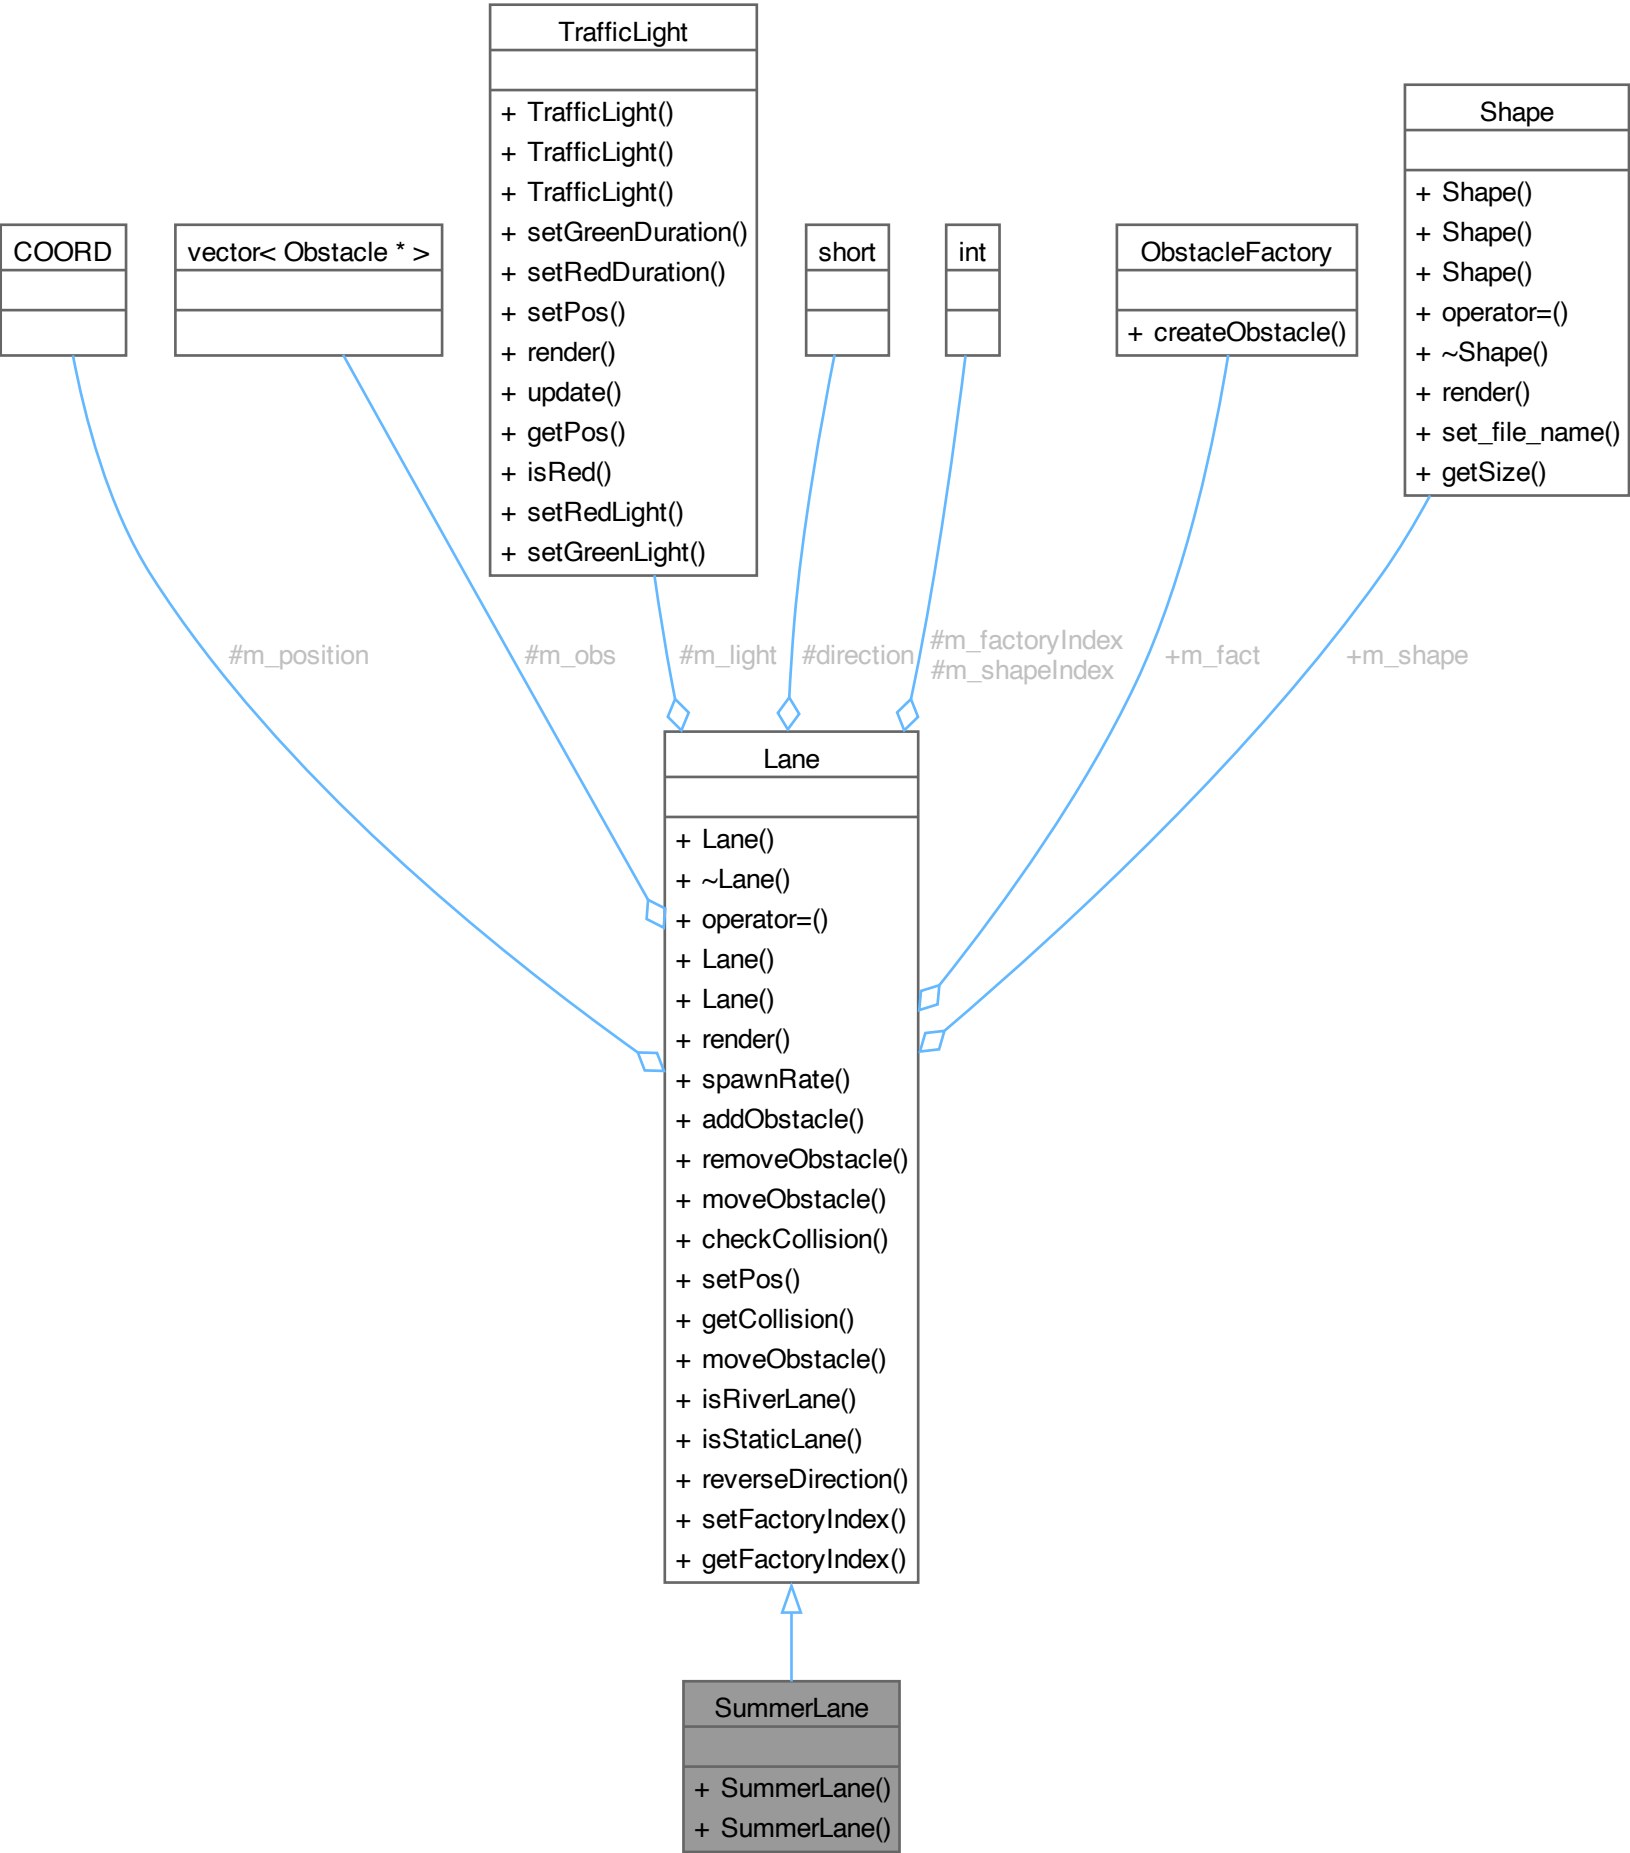 TrafficLight
+ TrafficLight()
+ TrafficLight()
+ TrafficLight()
+ setGreenDuration()
+ setRedDuration()
+ setPos()
+ render()
+ update()
+ getPos()
+ isRed()
+ setRedLight()
+ setGreenLight()
Shape
+ Shape()
+ Shape()
+ Shape()
+ operator=()
+ ~Shape()
+ render()
+ set_file_name()
+ getSize()
COORD
vector< Obstacle * >
short
int
ObstacleFactory
+ createObstacle()
#m_position
#m_obs
#m_light
#direction
#m_factoryIndex
#m_shapeIndex
+m_fact
+m_shape
Lane
+ Lane()
+ ~Lane()
+ operator=()
+ Lane()
+ Lane()
+ render()
+ spawnRate()
+ addObstacle()
+ removeObstacle()
+ moveObstacle()
+ checkCollision()
+ setPos()
+ getCollision()
+ moveObstacle()
+ isRiverLane()
+ isStaticLane()
+ reverseDirection()
+ setFactoryIndex()
+ getFactoryIndex()
SummerLane
+ SummerLane()
+ SummerLane()